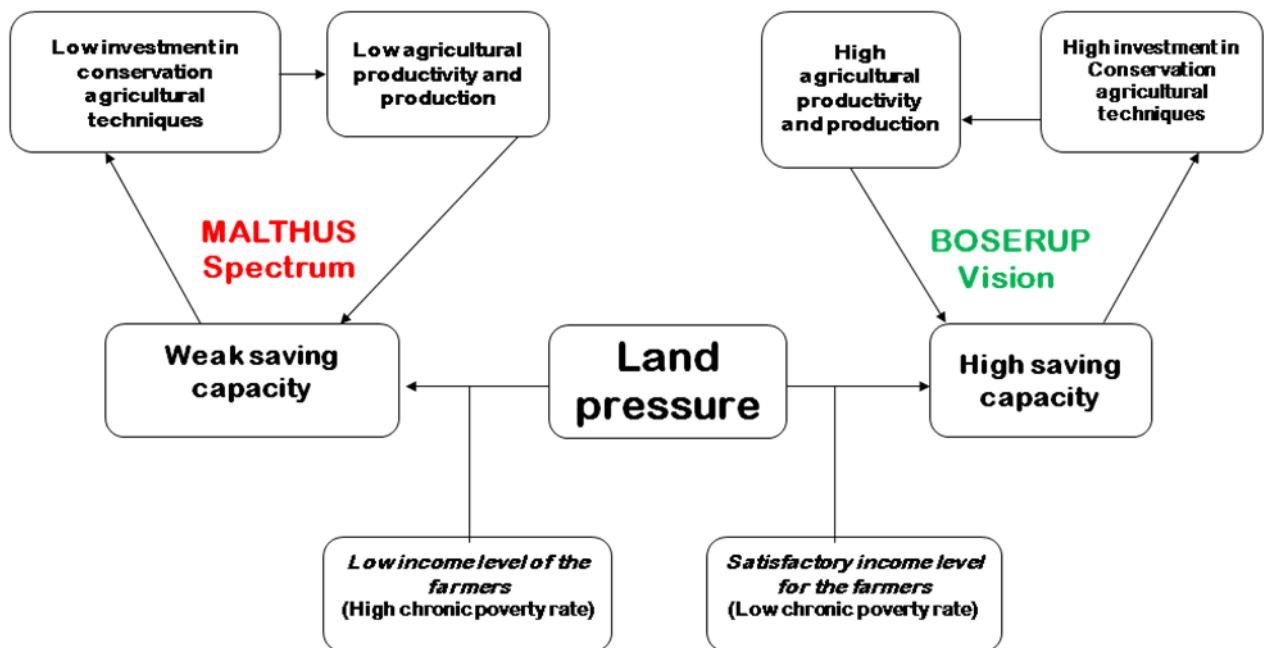 Low investment in
conservation
agricultural
techniques
Low agricultural
productivity and
production
High
agricultural
productivity
and production
High investment in
Conservation
agricultural
techniques
MALTHUS
Spectrum
BOSERUP
Vision
Weak saving
capacity
Land
pressure
High saving
capacity
Low income level of the
farmers
(High chronic poverty rate)
Satisfactory income level
for the farmers
(Low chronic poverty rate)